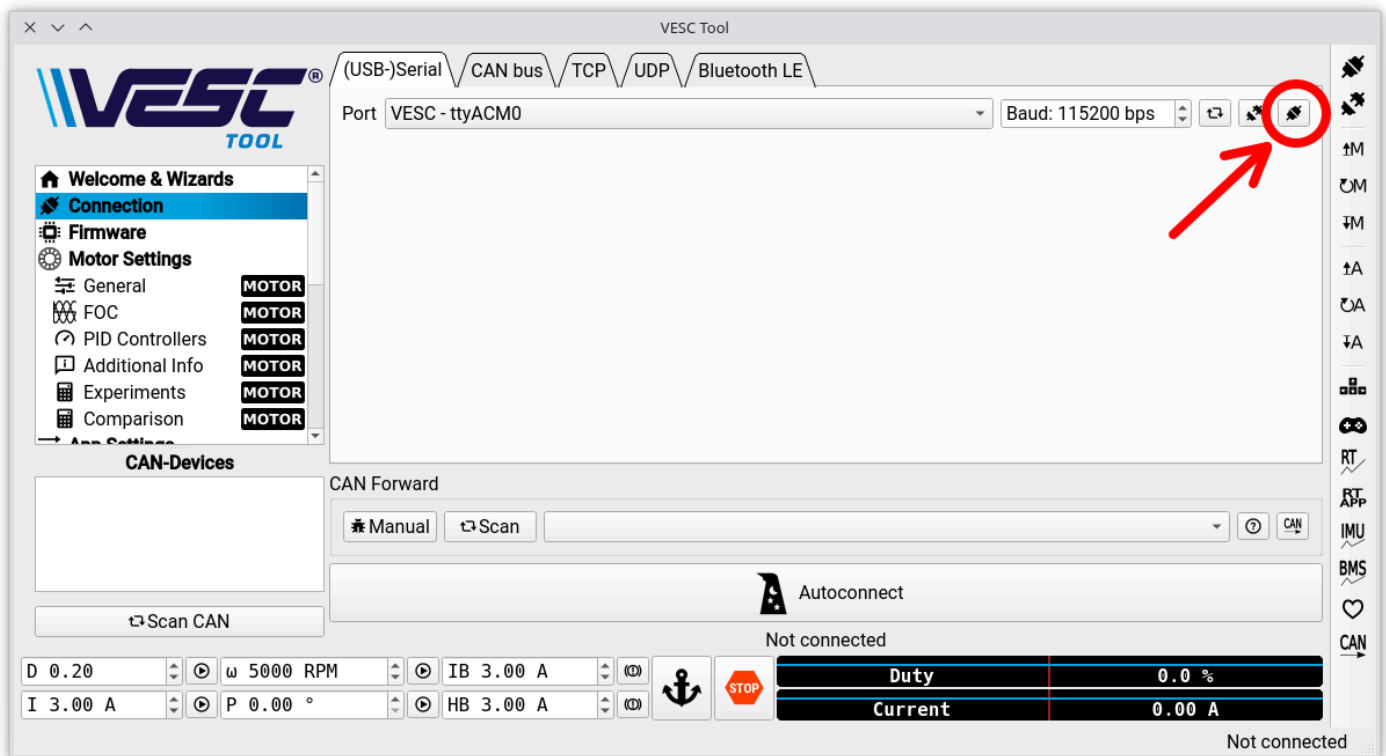 VESC Tool
VESC®
TOOL
(USB-)Serial CAN bus TCP UDP Bluetooth LE
Port VESC - ttyACM0 Baud: 115200 bps
Welcome & Wizards
Connection
Firmware
Motor Settings
General MOTOR
FOC MOTOR
PID Controllers MOTOR
Additional Info MOTOR
Experiments MOTOR
Comparison MOTOR
App Settings
CAN-Devices
Scan CAN
CAN Forward
Manual Scan CAN
Autoconnect
Not connected
D 0.20 ω 5000 RPM IB 3.00 A
I 3.00 A P 0.00 ° HB 3.00 A
STOP
Duty 0.0 %
Current 0.00 A
Not connected
M
M
M
A
A
A
RT
RT APP
IMU
BMS
CAN